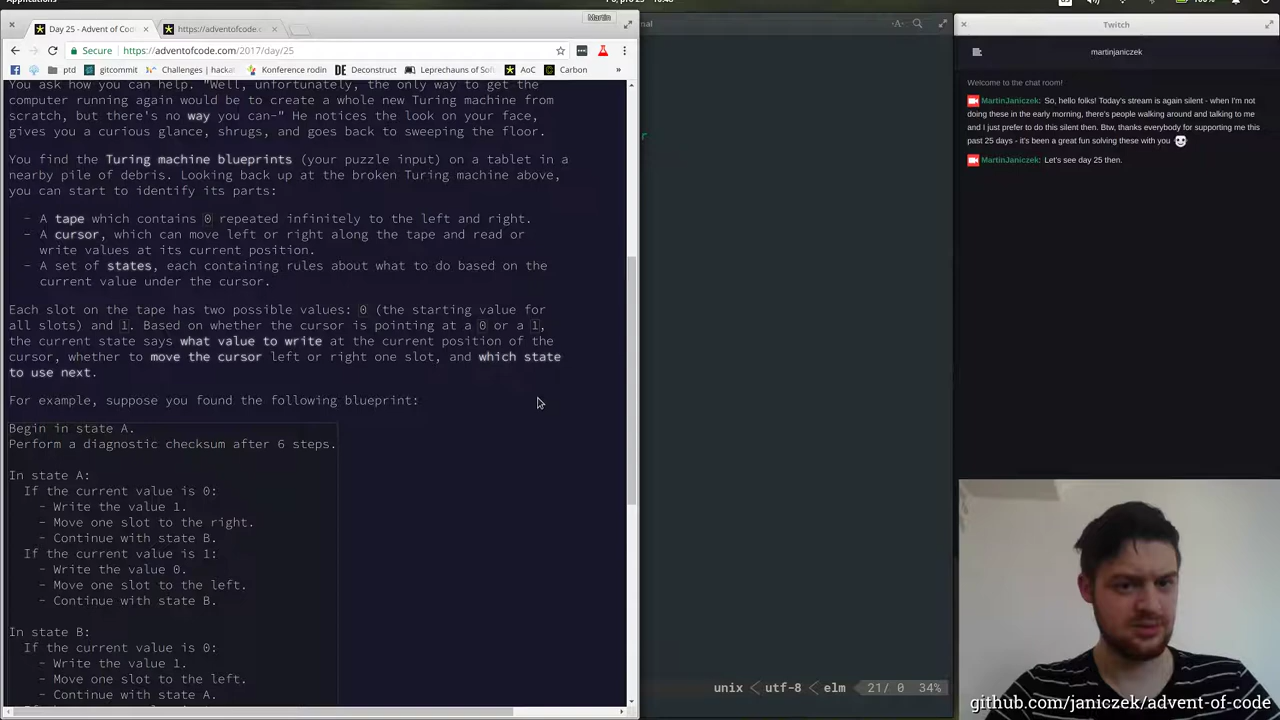 Applications
Martin
Day 25 - Advent of Cod
https://adventofcode.c
Secure
https://adventofcode.com/2017/day/25
ptd
gitcommit
Challenges | hackat
Konference rodin
DE Deconstruct
Leprechauns of Soft
AoC
Carbon
»
You ask how you can help. "Well, unfortunately, the only way to get the
computer running again would be to create a whole new Turing machine from
scratch, but there's no way you can-" He notices the look on your face,
gives you a curious glance, shrugs, and goes back to sweeping the floor.
You find the Turing machine blueprints (your puzzle input) on a tablet in a
nearby pile of debris. Looking back up at the broken Turing machine above,
you can start to identify its parts:
- A tape which contains 0 repeated infinitely to the left and right.
- A cursor, which can move left or right along the tape and read or
write values at its current position.
- A set of states, each containing rules about what to do based on the
current value under the cursor.
Each slot on the tape has two possible values: 0 (the starting value for
all slots) and 1. Based on whether the cursor is pointing at a 0 or a 1,
the current state says what value to write at the current position of the
cursor, whether to move the cursor left or right one slot, and which state
to use next.
For example, suppose you found the following blueprint:
Begin in state A.
Perform a diagnostic checksum after 6 steps.
In state A:
If the current value is 0:
- Write the value 1.
- Move one slot to the right.
- Continue with state B.
If the current value is 1:
- Write the value 0.
- Move one slot to the left.
- Continue with state B.
In state B:
If the current value is 0:
- Write the value 1.
- Move one slot to the left.
- Continue with state A.
nal
-A-
r
unix < utf-8 < elm
21/ 0 34%
Twitch
martinjaniczek
Welcome to the chat room!
MartinJaniczek: So, hello folks! Today's stream is again silent - when I'm not
doing these in the early morning, there's people walking around and talking to me
and I just prefer to do this silent then. Btw, thanks everybody for supporting me this
past 25 days - it's been a great fun solving these with you
MartinJaniczek: Let's see day 25 then.
github.com/janiczek/advent-of-code